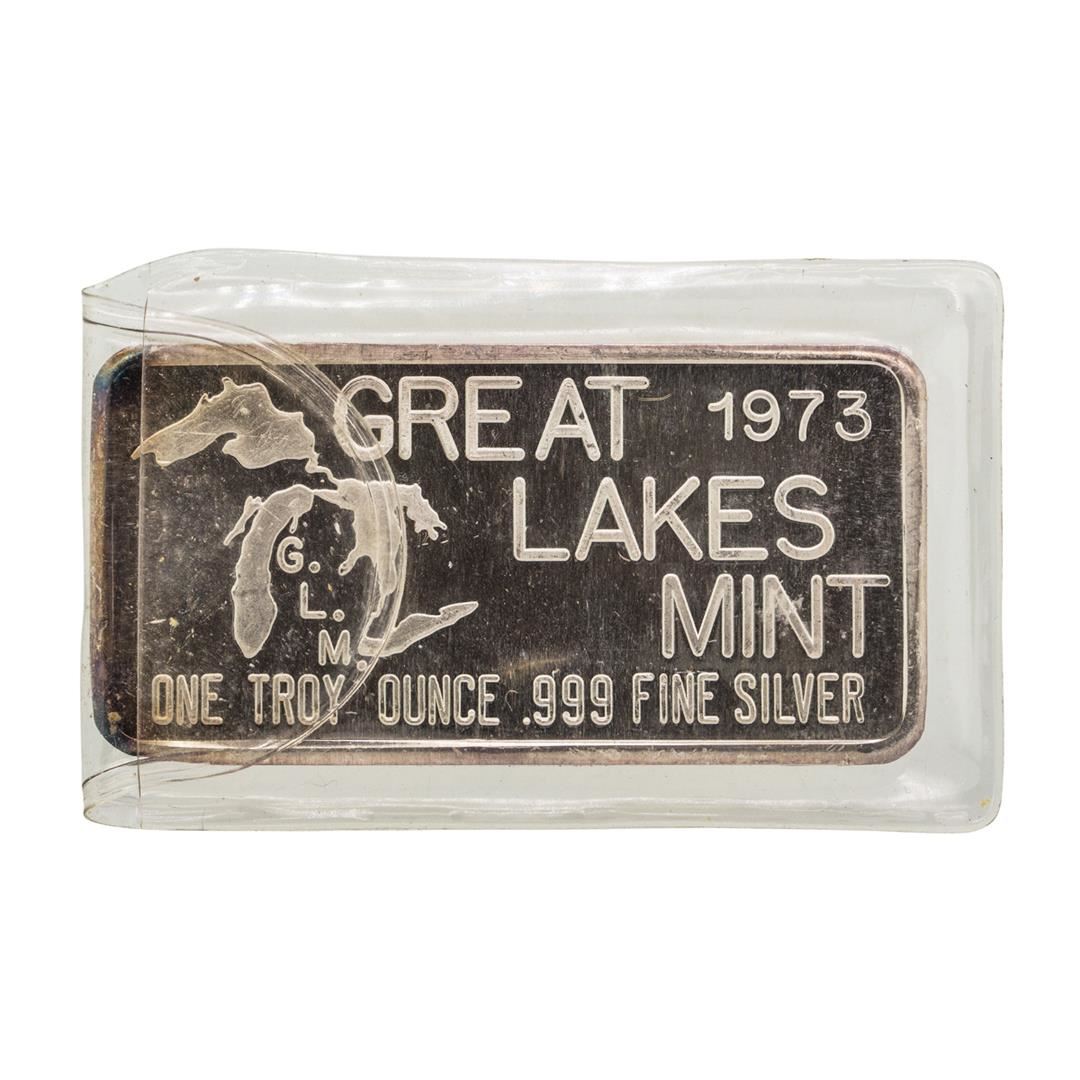 GREAT 1973
LAKES
MINT
G.
L.
M.
ONE TROY OUNCE .999 FINE SILVER